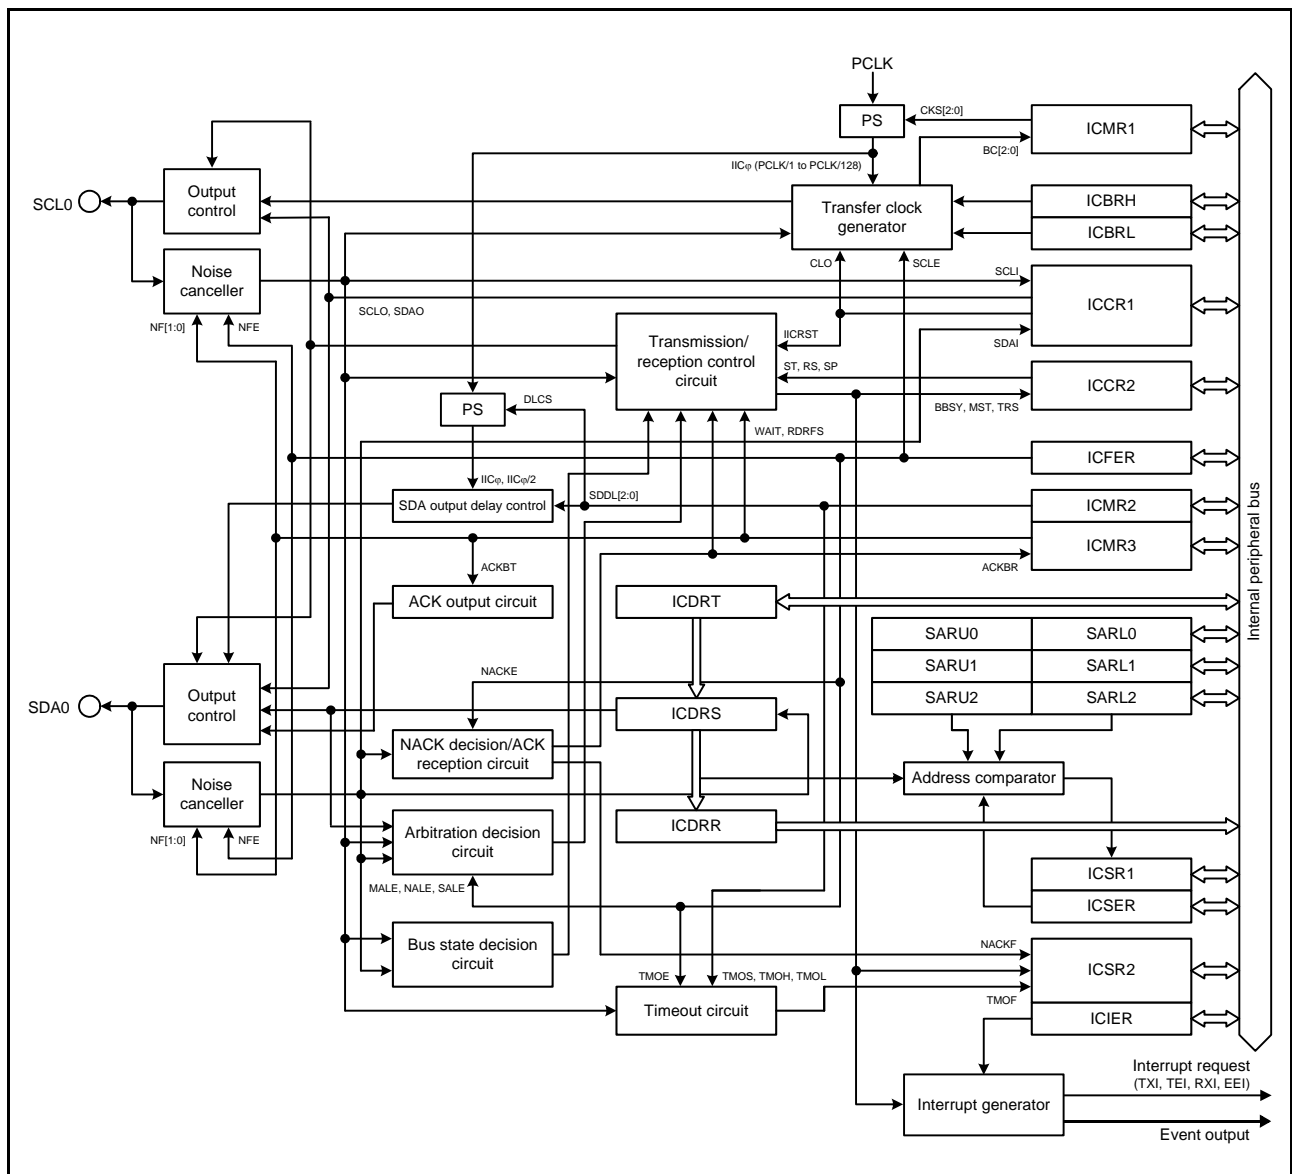 PCLK
PS
CKS[2:0]
ICMR1
BC[2:0]
IICφ (PCLK/1 to PCLK/128)
SCL0
Output
control
Transfer clock
generator
ICBRH
ICBRL
Noise
canceller
CLO
SCLE
SCLI
ICCR1
NF[1:0]
NFE
SCLO, SDAO
Transmission/
reception control
circuit
IICRST
SDAI
ST, RS, SP
ICCR2
BBSY, MST, TRS
PS
DLCS
WAIT, RDRFS
ICFER
IICφ, IICφ/2
SDA output delay control
SDDL[2:0]
ICMR2
ICMR3
ACKBR
ACKBT
ACK output circuit
ICDRT
SARU0
SARL0
SARU1
SARL1
SARU2
SARL2
Internal peripheral bus
NACKE
SDA0
Output
control
ICDRS
NACK decision/ACK
reception circuit
Address comparator
Noise
canceller
NF[1:0]
NFE
Arbitration decision
circuit
ICDRR
MALE, NALE, SALE
ICSR1
ICSER
Bus state decision
circuit
NACKF
ICSR2
TMOE
TMOS, TMOH, TMOL
Timeout circuit
TMOF
ICIER
Interrupt request
(TXI, TEI, RXI, EEI)
Interrupt generator
Event output